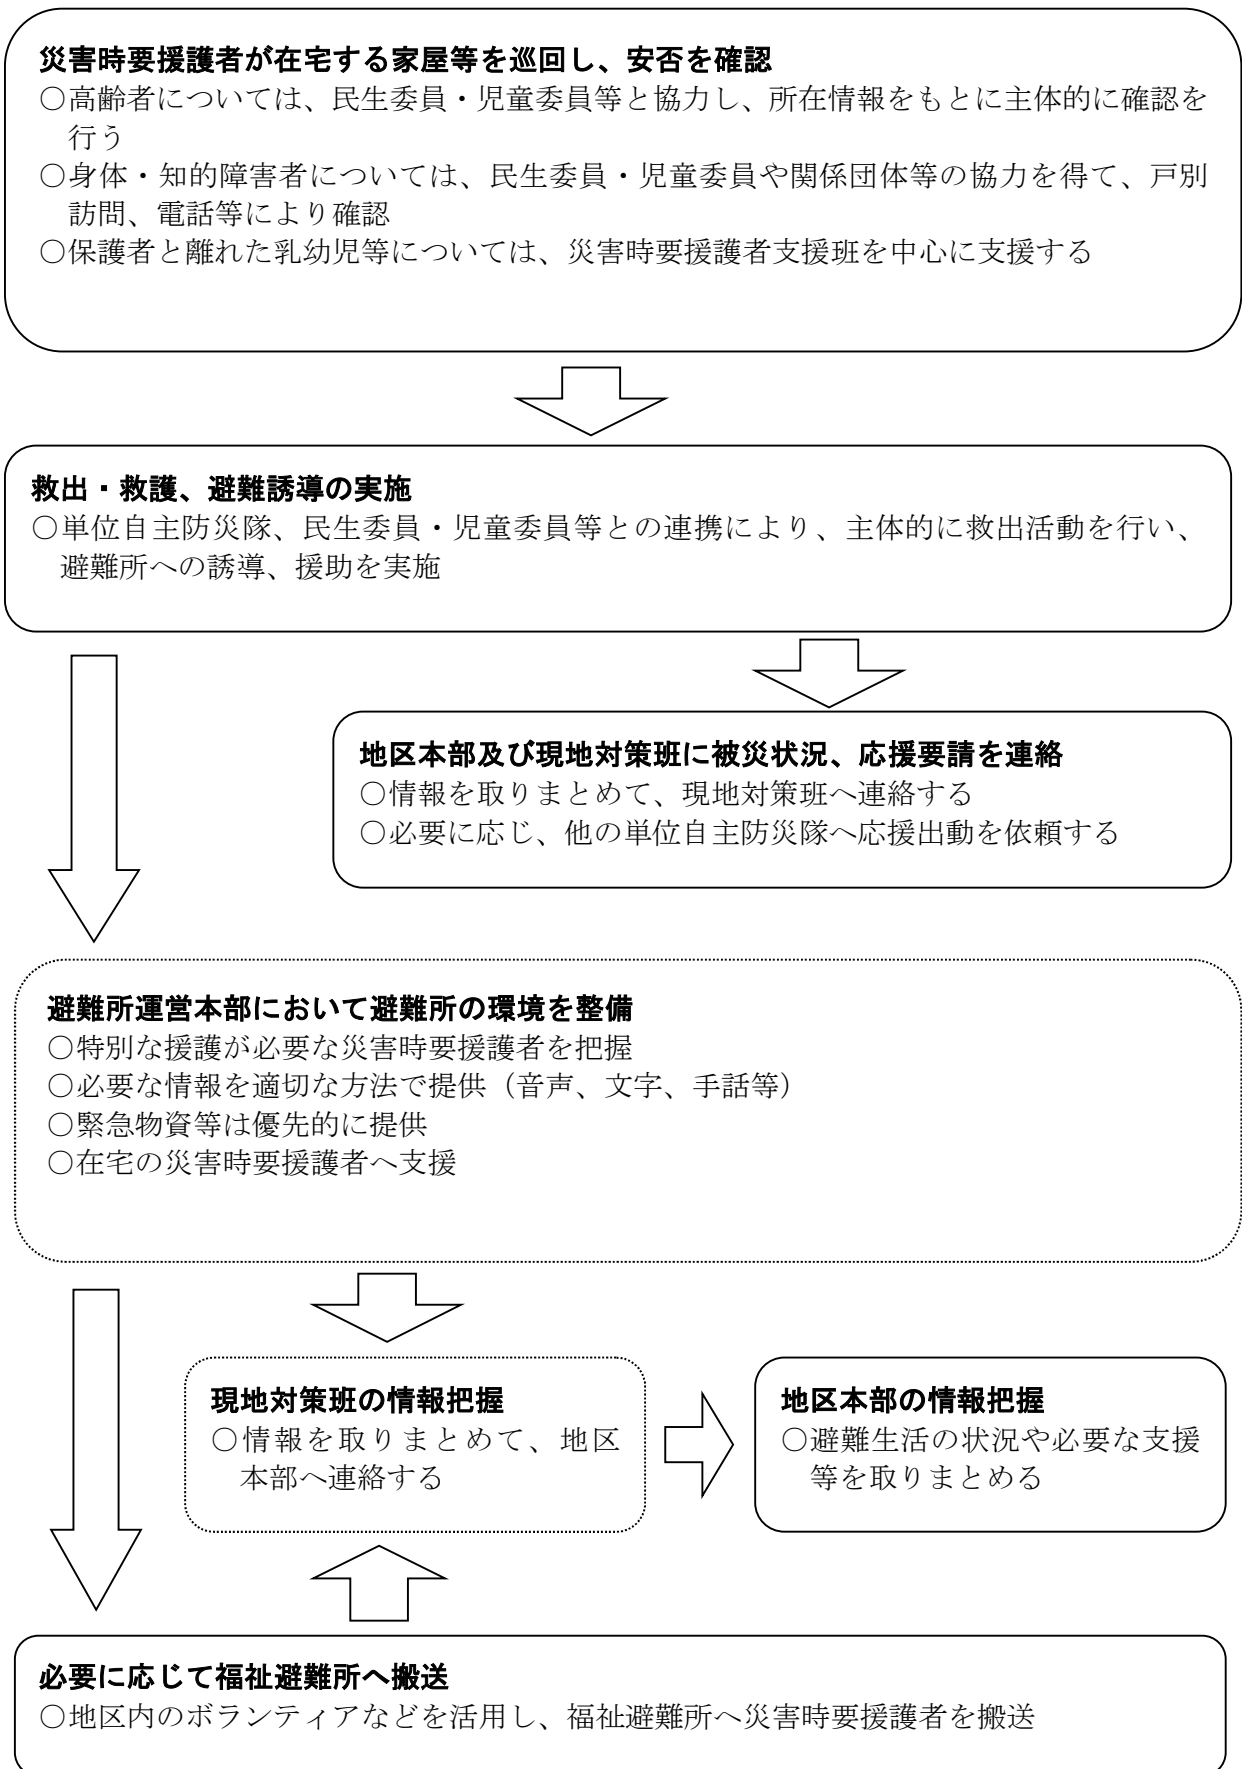 災害時要援護者が在宅する家屋等を巡回し、安否を確認
○高齢者については、民生委員・児童委員等と協力し、所在情報をもとに主体的に確認を
行う
○身体・知的障害者については、民生委員・児童委員や関係団体等の協力を得て、戸別
訪問、電話等により確認
○保護者と離れた乳幼児等については、災害時要援護者支援班を中心に支援する
救出・救護、避難誘導の実施
○単位自主防災隊、民生委員・児童委員等との連携により、主体的に救出活動を行い、
避難所への誘導、援助を実施
地区本部及び現地対策班に被災状況、応援要請を連絡
○情報を取りまとめて、現地対策班へ連絡する
○必要に応じ、他の単位自主防災隊へ応援出動を依頼する
避難所運営本部において避難所の環境を整備
○特別な援護が必要な災害時要援護者を把握
○必要な情報を適切な方法で提供（音声、文字、手話等）
○緊急物資等は優先的に提供
○在宅の災害時要援護者へ支援
現地対策班の情報把握
○情報を取りまとめて、地区
本部へ連絡する
地区本部の情報把握
○避難生活の状況や必要な支援
等を取りまとめる
必要に応じて福祉避難所へ搬送
○地区内のボランティアなどを活用し、福祉避難所へ災害時要援護者を搬送